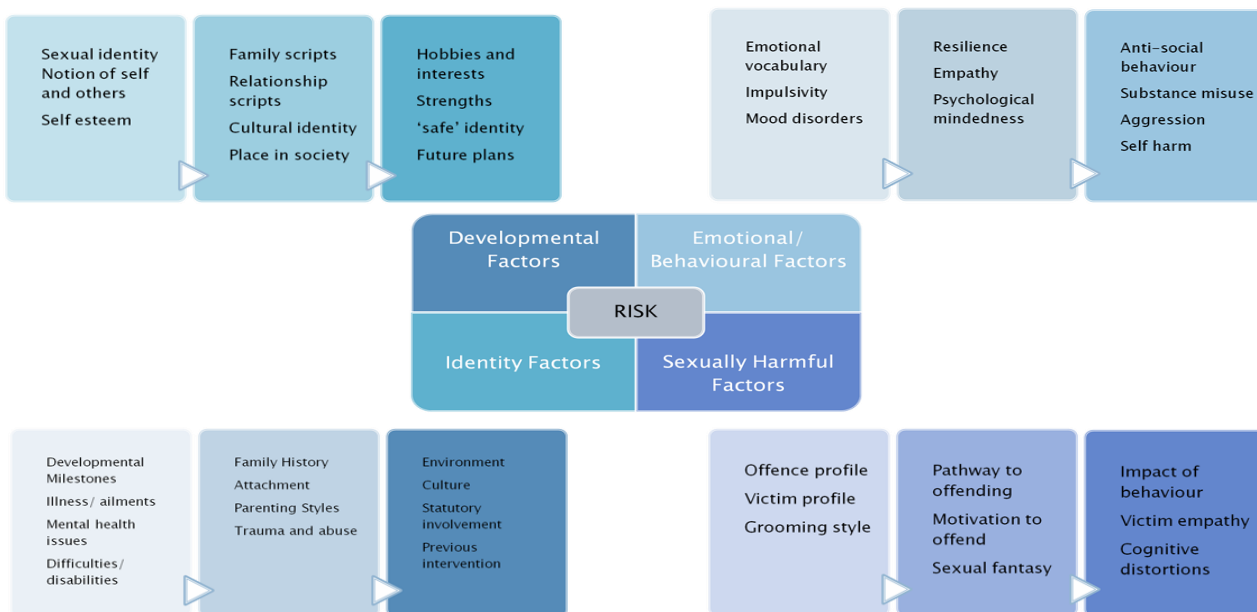 Sexual identity
Notion of self
and others
Self esteem
Family scripts
Relationship
scripts
Cultural identity
Place in society
Hobbies and
interests
Strengths
‘safe’ identity
Future plans
Emotional
vocabulary
Impulsivity
Mood disorders
Resilience
Empathy
Psychological
mindedness
Anti-social
behaviour
Substance misuse
Aggression
Self harm
Developmental
Factors
Emotional/
Behavioural Factors
RISK
Identity Factors
Sexually Harmful
Factors
Developmental
Milestones
Illness/ ailments
Mental health
issues
Difficulties/
disabilities
Family History
Attachment
Parenting Styles
Trauma and abuse
Environment
Culture
Statutory
involvement
Previous
intervention
Offence profile
Victim profile
Grooming style
Pathway to
offending
Motivation to
offend
Sexual fantasy
Impact of
behaviour
Victim empathy
Cognitive
distortions